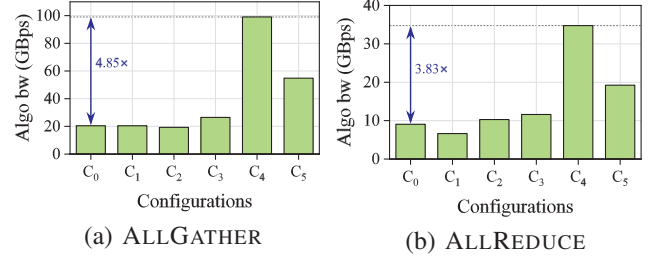 Algo bw (GBps)
100
80
60
40
20
0
4.85×
C0 C1 C2 C3 C4 C5
Configurations
(a) ALLGATHER
Algo bw (GBps)
40
30
20
10
0
3.83×
C0 C1 C2 C3 C4 C5
Configurations
(b) ALLREDUCE